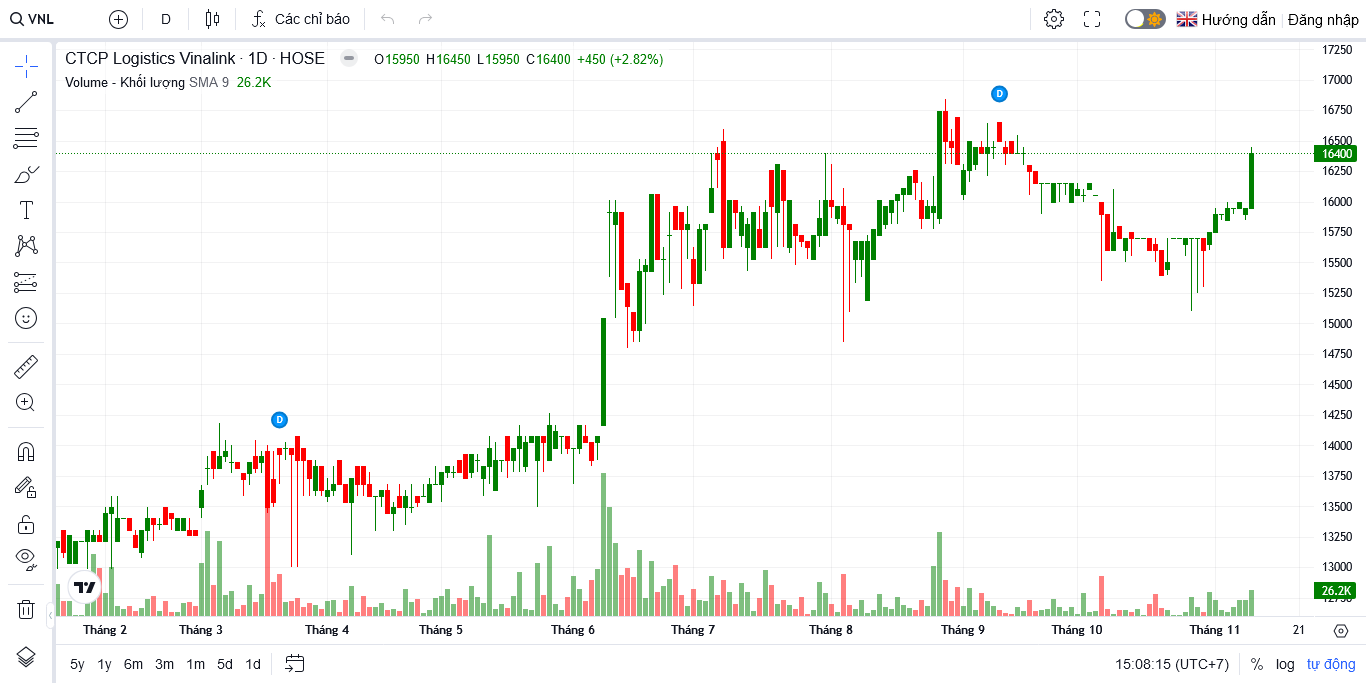 VNL D Các chỉ báo Hướng dẫn Đăng nhập
CTCP Logistics Vinalink · 1D · HOSE O15950 H16450 L15950 C16400 +450 (+2.82%)
Volume - Khối lượng SMA 9 26.2K
D
D
T
17250
17000
16750
16500
16400
16250
16000
15750
15500
15250
15000
14750
14500
14250
14000
13750
13500
13250
13000
26.2K
12750
Tháng 2 Tháng 3 Tháng 4 Tháng 5 Tháng 6 Tháng 7 Tháng 8 Tháng 9 Tháng 10 Tháng 11 21
5y 1y 6m 3m 1m 5d 1d 15:08:15 (UTC+7) % log tự động